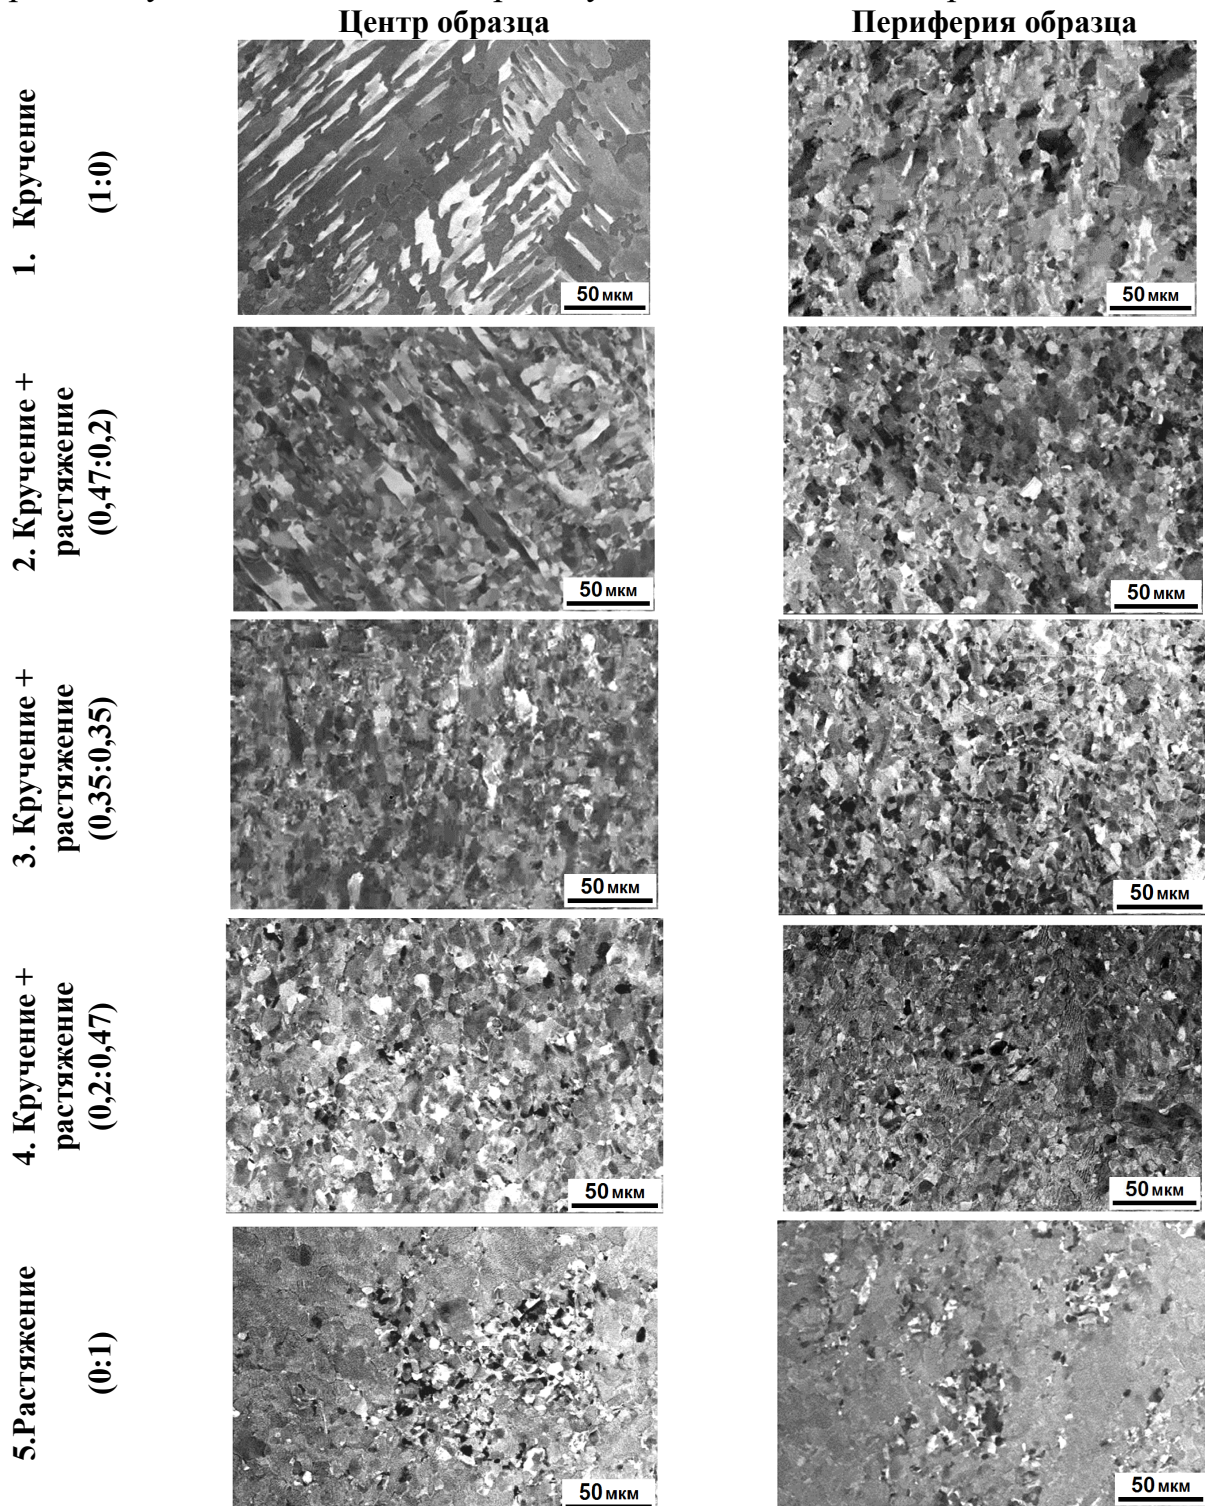 Центр образца
Периферия образца
1. Кручение
(1:0)
50 мкм
50 мкм
2. Кручение +
растяжение
(0,47:0,2)
50 мкм
50 мкм
3. Кручение +
растяжение
(0,35:0,35)
50 мкм
50 мкм
4. Кручение +
растяжение
(0,2:0,47)
50 мкм
50 мкм
5.Растяжение
(0:1)
50 мкм
50 мкм